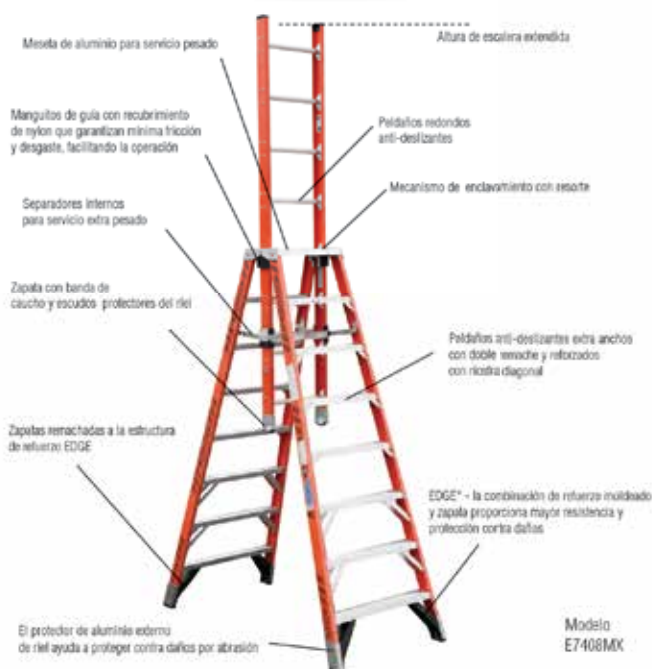 Altura de escalera extendida
Meseta de aluminio para servicio pesado
Manguitos de guía con recubrimiento
de nylon que garantizan mínima fricción
y desgaste, facilitando la operación
Peldaños redondos
anti-deslizantes
Mecanismo de enclavamiento con resorte
Separadores internos
para servicio extra pesado
Zapata con banda de
caucho y escudos protectores del riel
Peldaños anti-deslizantes extra anchos
con doble remache y reforzados
con riostra diagonal
Zapatas remachadas a la estructura
de refuerzo EDGE
EDGE* - la combinación de refuerzo moldeado
y zapata proporciona mayor resistencia y
protección contra daños
El protector de aluminio externo
de riel ayuda a proteger contra daños por abrasión
Modelo
E7408MX